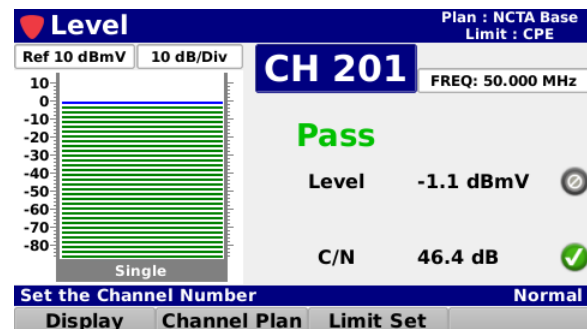 Level
Plan : NCTA Base
Limit : CPE
Ref 10 dBmV
10 dB/Div
CH 201
FREQ: 50.000 MHz
10
0
-10
-20
-30
-40
-50
-60
-70
-80
Single
Pass
Level -1.1 dBmV
C/N 46.4 dB
Set the Channel Number Normal
Display Channel Plan Limit Set